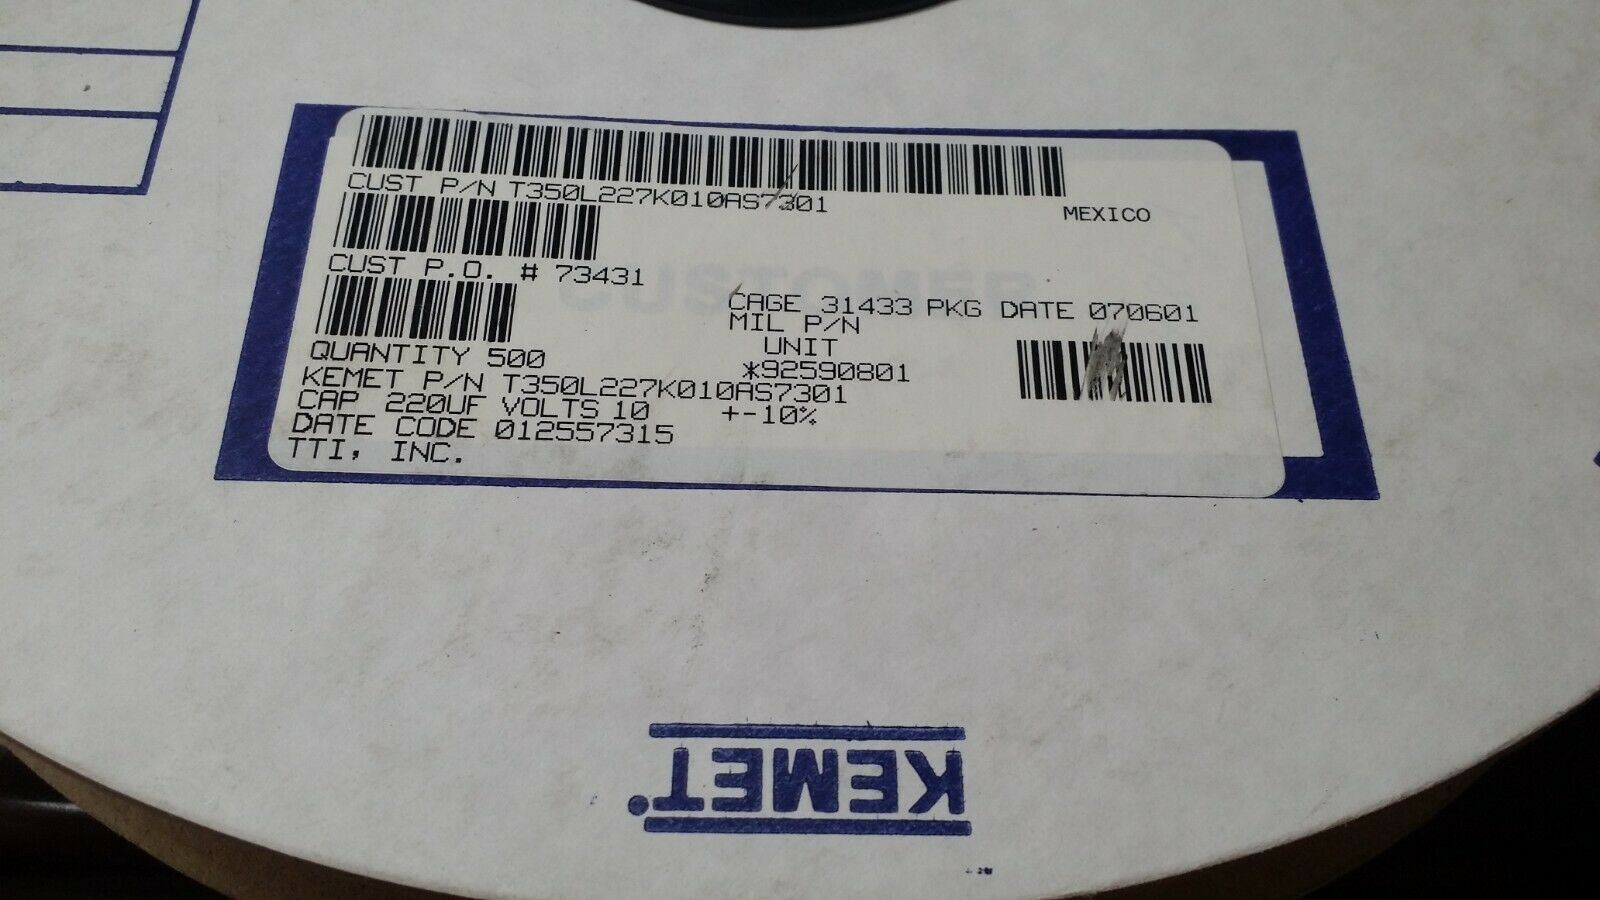 CUST P/N T350L227K010AS7301
MEXICO
CUST P.O. # 73431
CUSTOMER
CAGE 31433 PKG DATE 070601
MIL P/N
UNIT
QUANTITY 500
*92590801
KEMET P/N T350L227K010AS7301
CAP 220UF VOLTS 10 +-10%
DATE CODE 012557315
TTI, INC.
KEMET